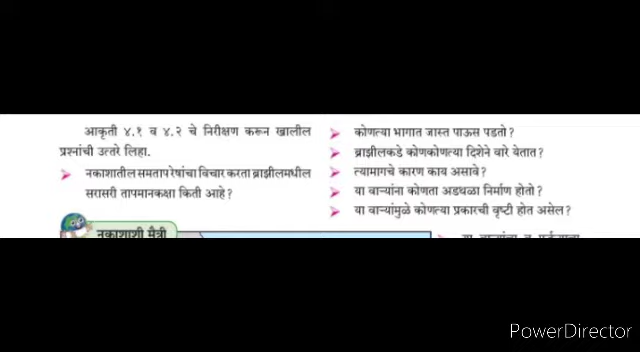 आकृती ४.१ व ४.२ चे निरीक्षण करून खालील
प्रश्नांची उत्तरे लिहा.
➤ नकाशातील समताप रेषांचा विचार करता ब्राझीलमधील
सरासरी तापमानकक्षा किती आहे?
नकाशाशी मैत्री
➤ कोणत्या भागात जास्त पाऊस पडतो?
➤ ब्राझीलकडे कोणकोणत्या दिशेने वारे येतात?
➤ त्यामागचे कारण काय असावे?
➤ या वाऱ्यांना कोणता अडथळा निर्माण होतो?
➤ या वाऱ्यांमुळे कोणत्या प्रकारची वृष्टी होत असेल?
PowerDirector